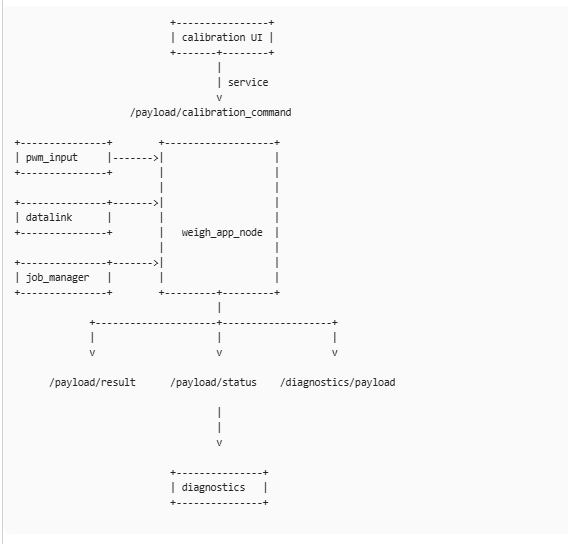 calibration UI
service
/payload/calibration_command
pwm_input
datalink
weigh_app_node
job_manager
/payload/result /payload/status /diagnostics/payload
diagnostics